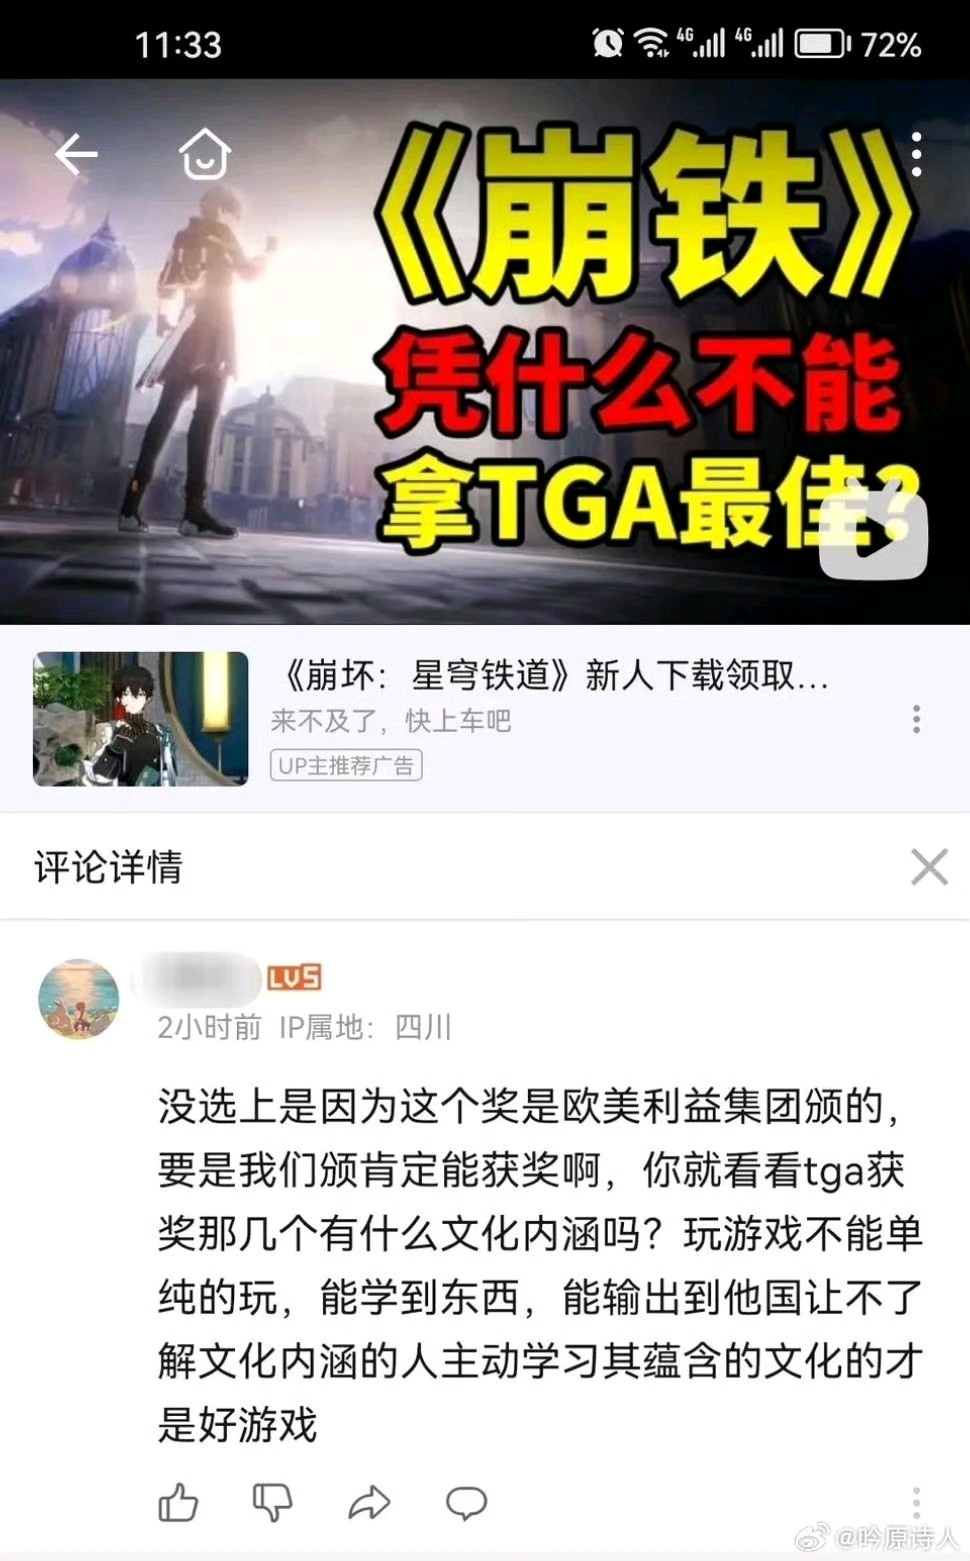 11:33
4G 4G 72%
《崩铁》
凭什么不能
拿TGA最佳?
《崩坏：星穹铁道》新人下载领取...
来不及了，快上车吧
UP主推荐广告
评论详情
LV5
2小时前 IP属地：四川
没选上是因为这个奖是欧美利益集团颁的，
要是我们颁肯定能获奖啊，你就看看tga获
奖那几个有什么文化内涵吗？玩游戏不能单
纯的玩，能学到东西，能输出到他国让不了
解文化内涵的人主动学习其蕴含的文化的才
是好游戏
@吟原诗人